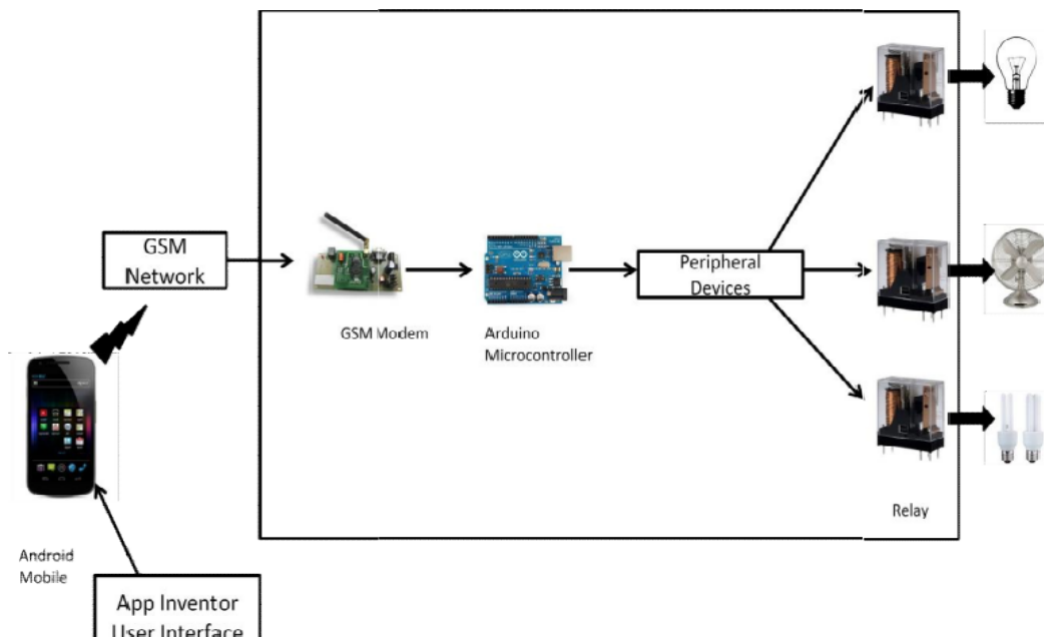 GSM
Network
GSM Modem
Arduino
Microcontroller
Peripheral
Devices
Relay
Android
Mobile
App Inventor
User Interface